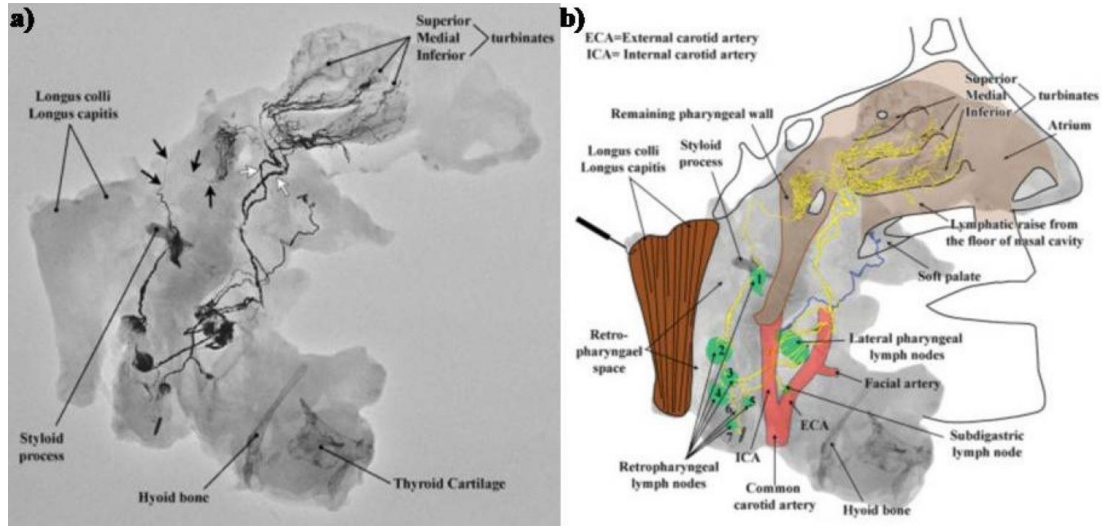 a)
Superior
Medial
Inferior
turbinates
Longus colli
Longus capitis
Styloid
process
Hyoid bone
Thyroid Cartilage
b)
ECA=External carotid artery
ICA= Internal carotid artery
Superior
Medial
Inferior
turbinates
Atrium
Remaining pharyngeal wall
Longus colli
Longus capitis
Styloid
process
Lymphatic raise from
the floor of nasal cavity
Soft palate
Retro-
pharyngael
space
1
2
3
4
5
6
7
Lateral pharyngeal
lymph nodes
Facial artery
ECA
Subdigastric
lymph node
Retropharyngeal
lymph nodes
ICA
Common
carotid artery
Hyoid bone